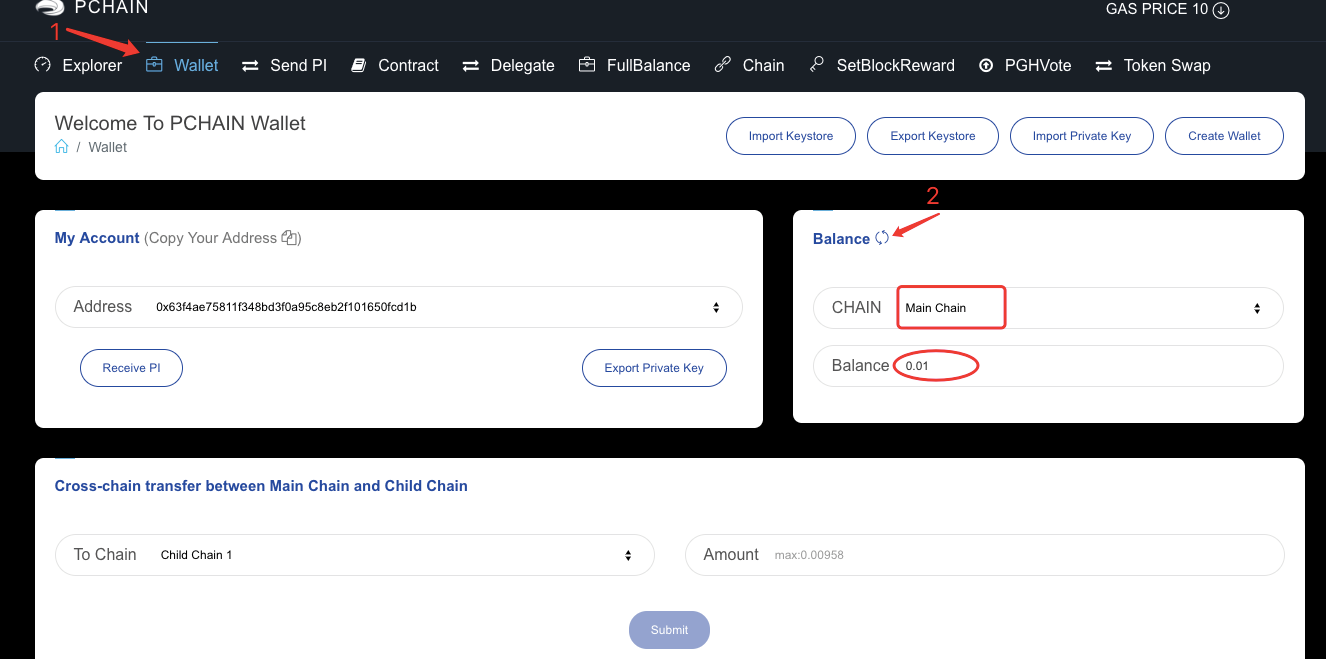 PCHAIN
GAS PRICE 10
1
Explorer Wallet Send PI Contract Delegate FullBalance Chain SetBlockReward PGHVote Token Swap
Welcome To PCHAIN Wallet
/ Wallet
Import Keystore Export Keystore Import Private Key Create Wallet
2
My Account (Copy Your Address )
Balance
Address 0x63f4ae75811f348bd3f0a95c8eb2f101650fcd1b
CHAIN Main Chain
Balance 0.01
Receive PI Export Private Key
Cross-chain transfer between Main Chain and Child Chain
To Chain Child Chain 1
Amount max:0.00958
Submit